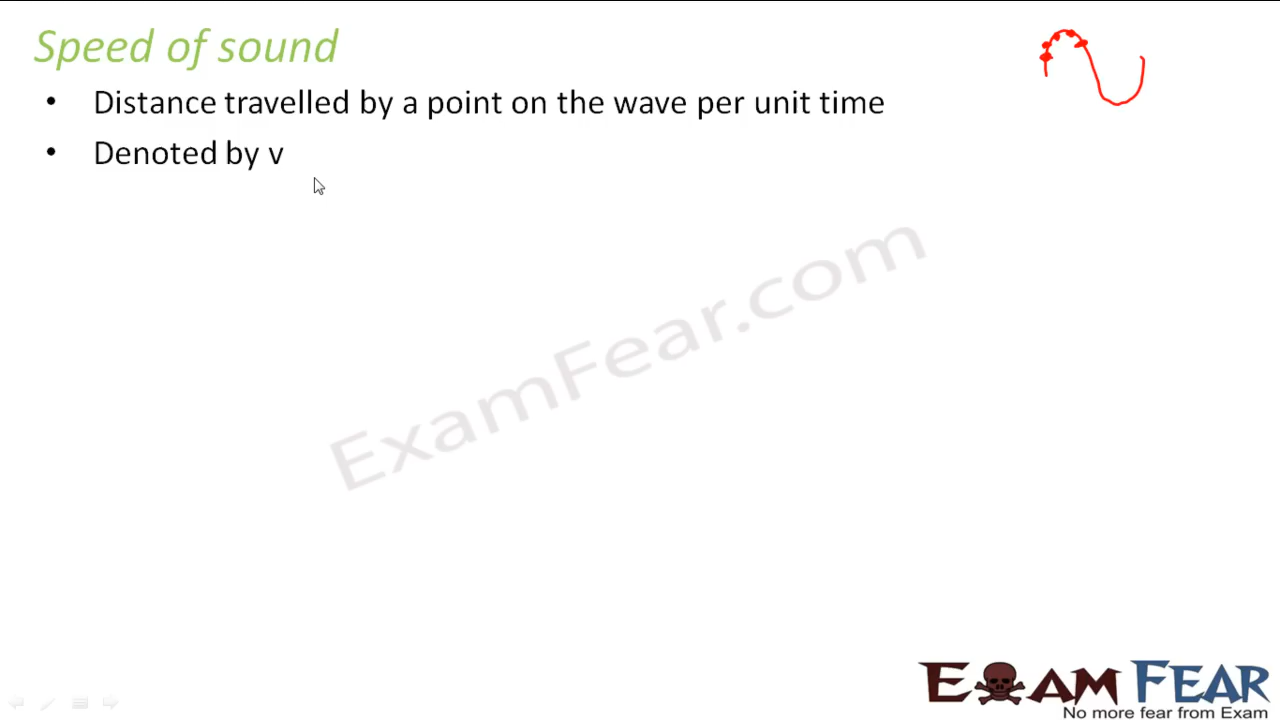 Speed of sound
• Distance travelled by a point on the wave per unit time
• Denoted by v
ExamFear.com
EXAM FEAR
No more fear from Exam